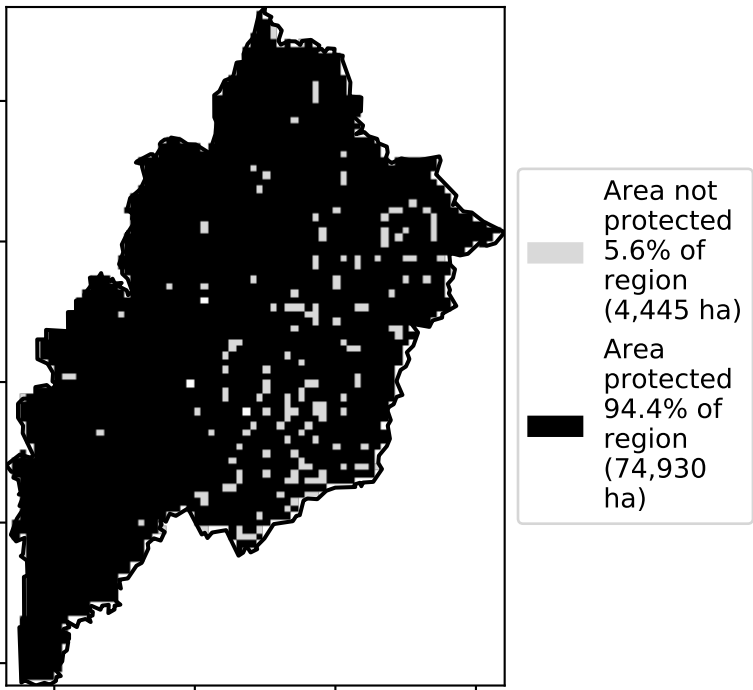 Area not
protected
5.6% of
region
(4,445 ha)
Area
protected
94.4% of
region
(74,930
ha)